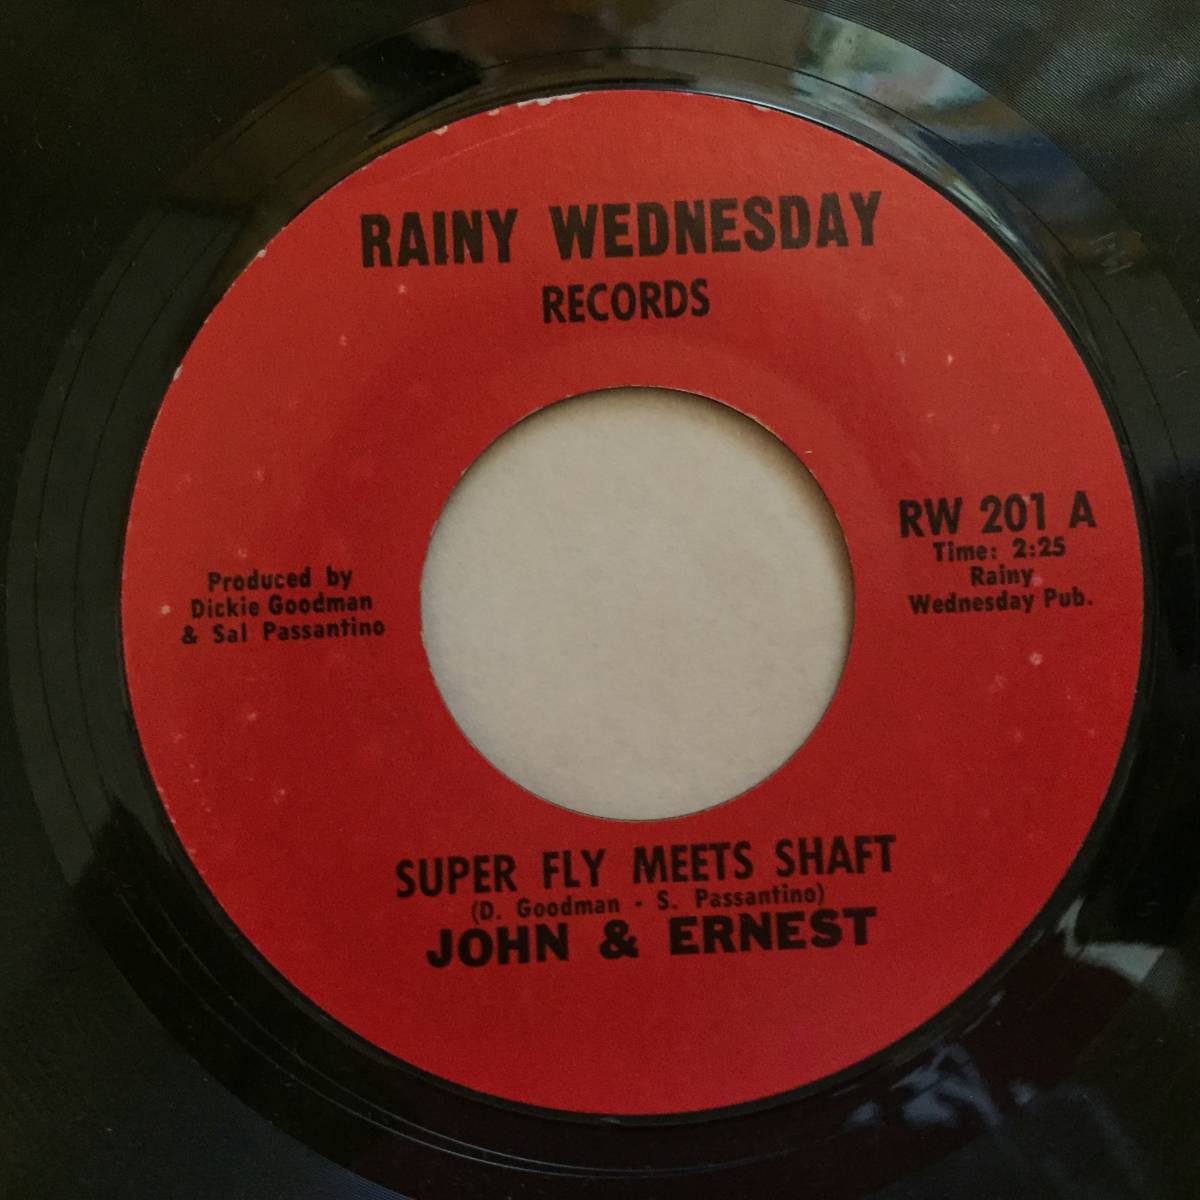 RAINY WEDNESDAY
RECORDS
RW 201 A
Time: 2:25
Rainy
Wednesday Pub.
Produced by
Dickie Goodman
& Sal Passantino
SUPER FLY MEETS SHAFT
(D. Goodman - S. Passantino)
JOHN & ERNEST